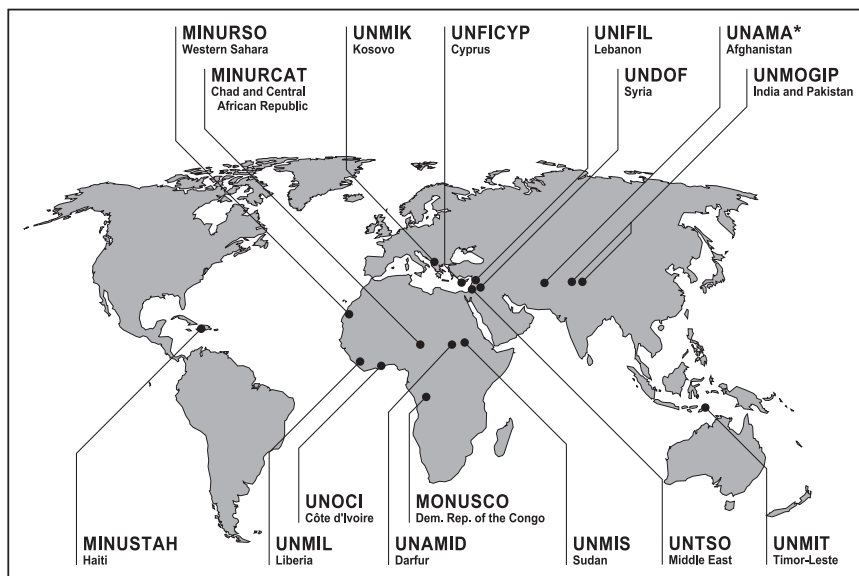 MINURSO
Western Sahara
UNMIK
Kosovo
UNFICYP
Cyprus
UNIFIL
Lebanon
UNAMA*
Afghanistan
MINURCAT
Chad and Central
African Republic
UNDOF
Syria
UNMOGIP
India and Pakistan
UNOCI
Côte d'Ivoire
MONUSCO
Dem. Rep. of the Congo
MINUSTAH
Haiti
UNMIL
Liberia
UNAMID
Darfur
UNMIS
Sudan
UNTSO
Middle East
UNMIT
Timor-Leste